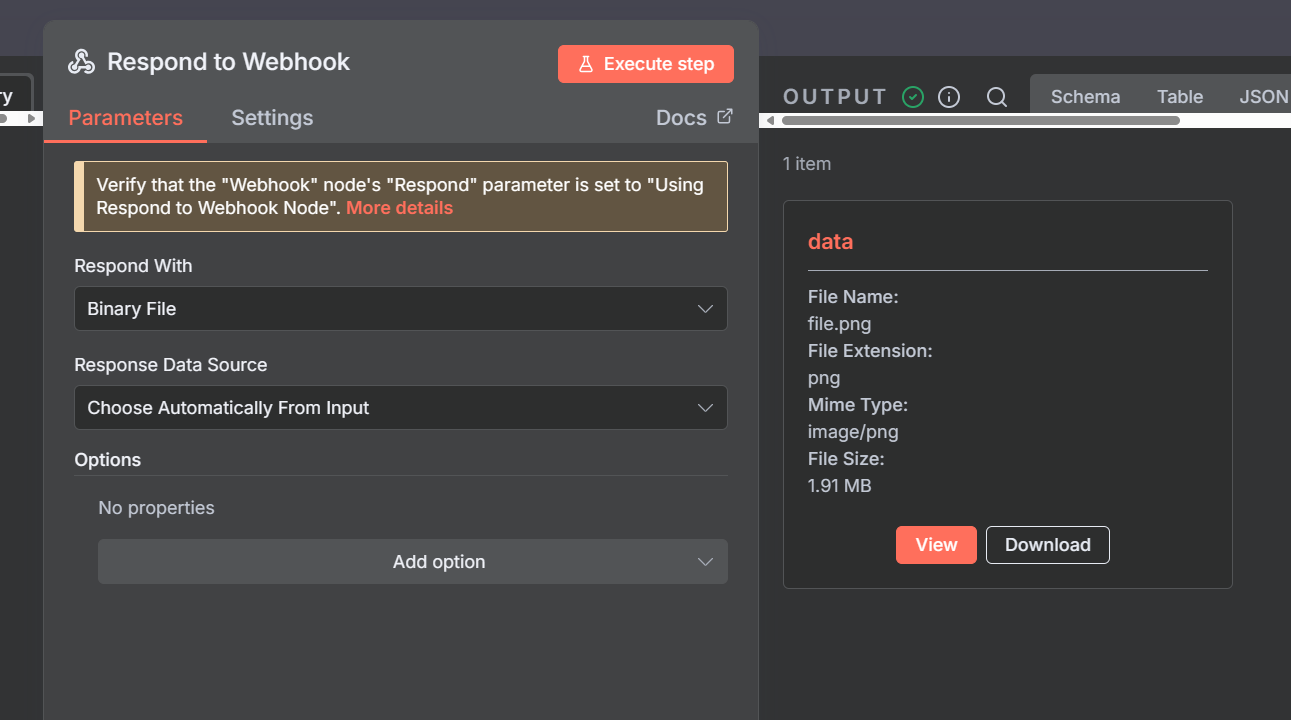 ry
Respond to Webhook
Execute step
Parameters
Settings
Docs
Verify that the "Webhook" node's "Respond" parameter is set to "Using
Respond to Webhook Node". More details
Respond With
Binary File
Response Data Source
Choose Automatically From Input
Options
No properties
Add option
OUTPUT
Schema
Table
JSON
1 item
data
File Name:
file.png
File Extension:
png
Mime Type:
image/png
File Size:
1.91 MB
View
Download